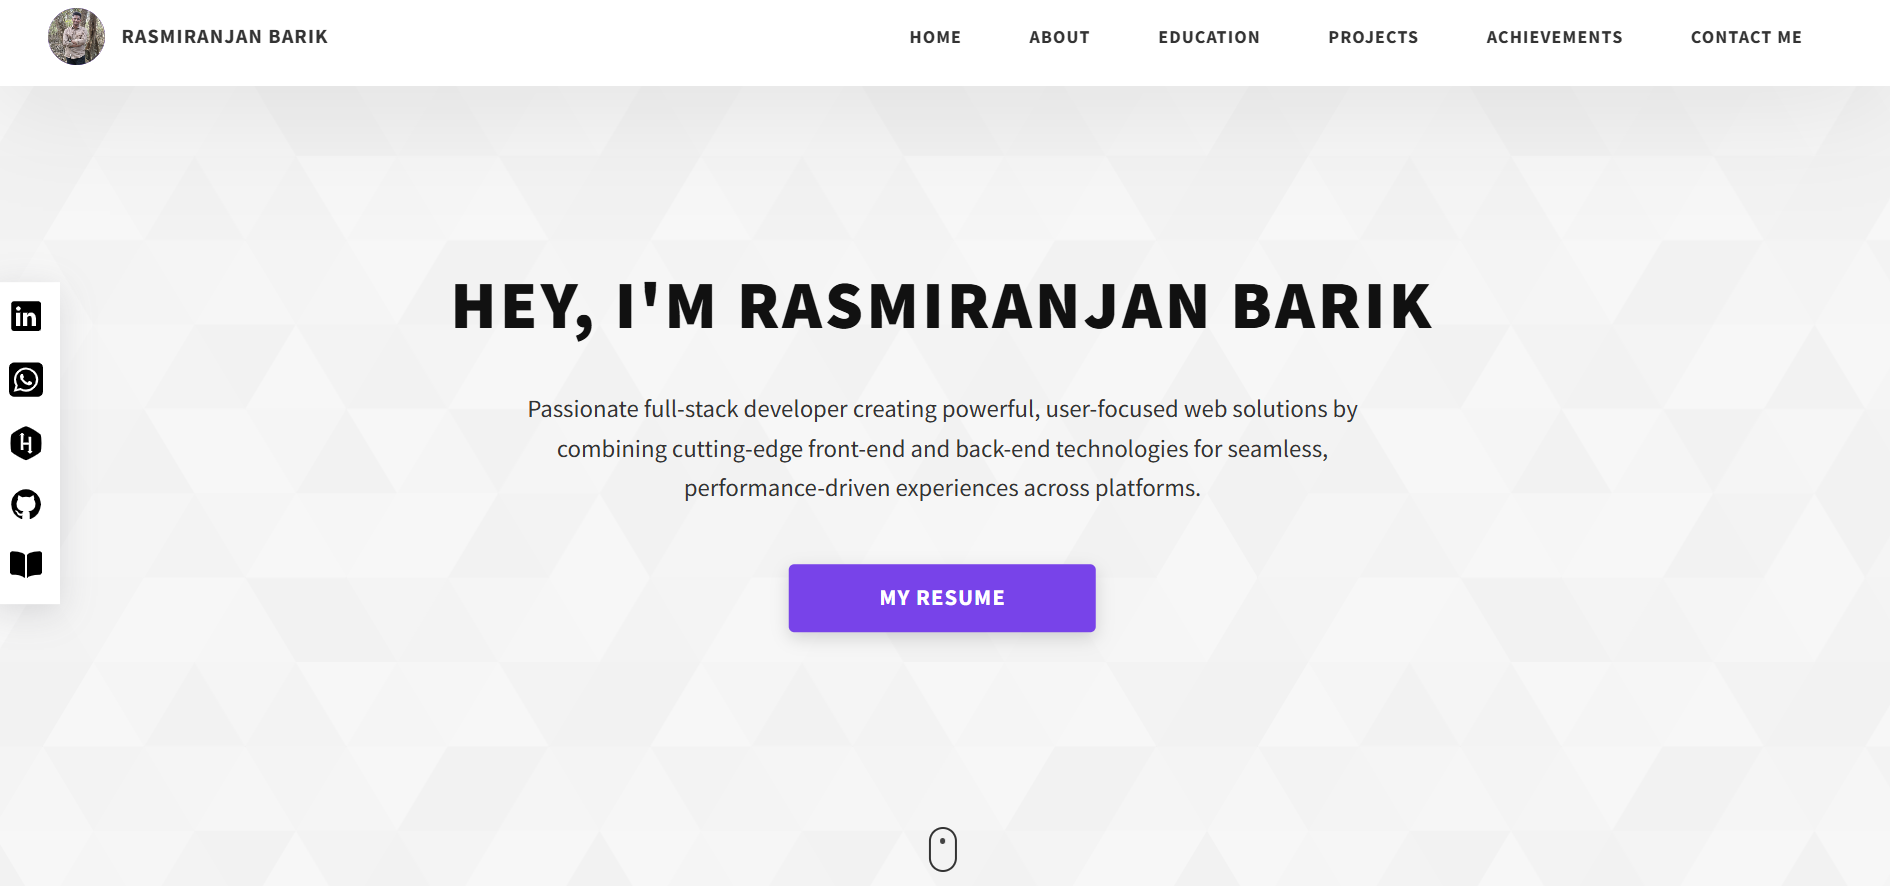 RASMIRANJAN BARIK
HOME ABOUT EDUCATION PROJECTS ACHIEVEMENTS CONTACT ME
HEY, I'M RASMIRANJAN BARIK
Passionate full-stack developer creating powerful, user-focused web solutions by
combining cutting-edge front-end and back-end technologies for seamless,
performance-driven experiences across platforms.
MY RESUME